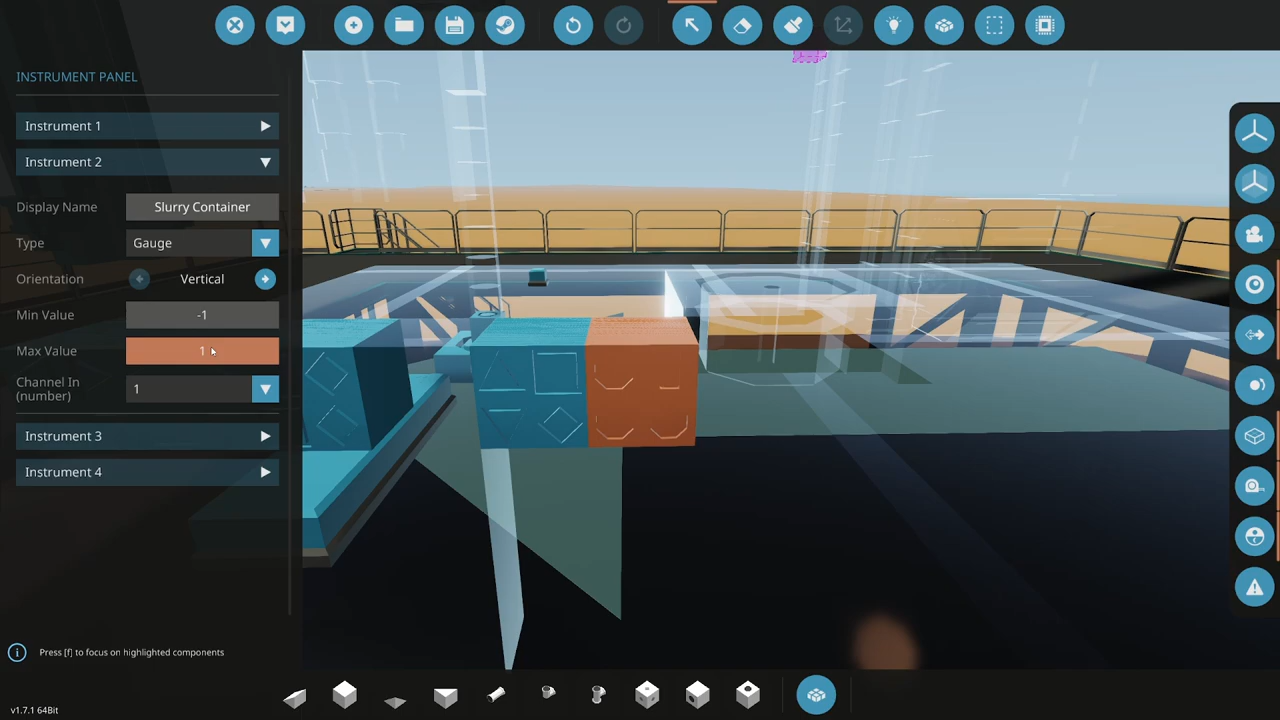 INSTRUMENT PANEL
Instrument 1
Instrument 2
Display Name Slurry Container
Type Gauge
Orientation Vertical
Min Value -1
Max Value 1
Channel In (number) 1
Instrument 3
Instrument 4
Press [f] to focus on highlighted components
v1.7.1 64Bit